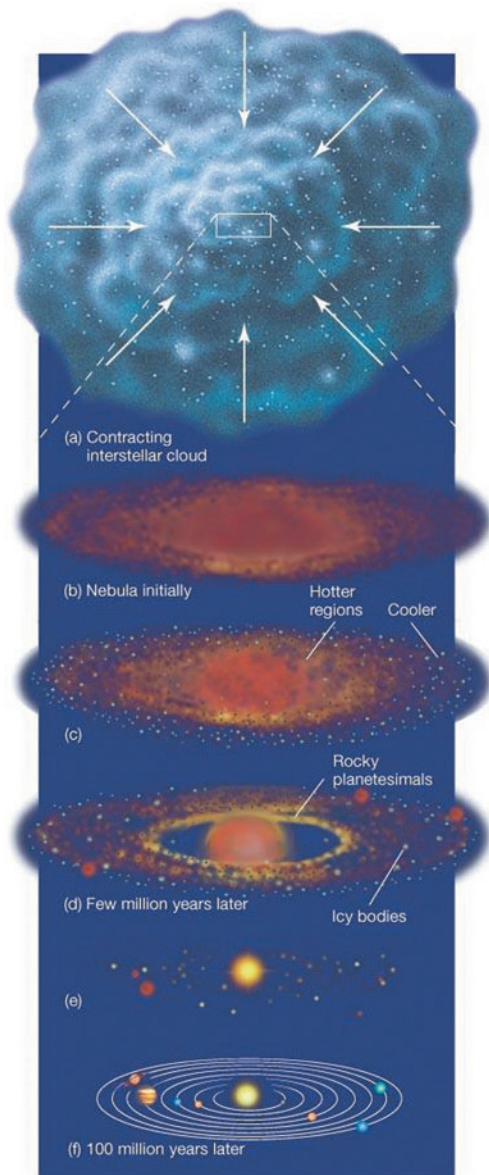 (a) Contracting
interstellar cloud
(b) Nebula initially
Hotter
regions
Cooler
(c)
Rocky
planetesimals
(d) Few million years later
Icy bodies
(e)
(f) 100 million years later